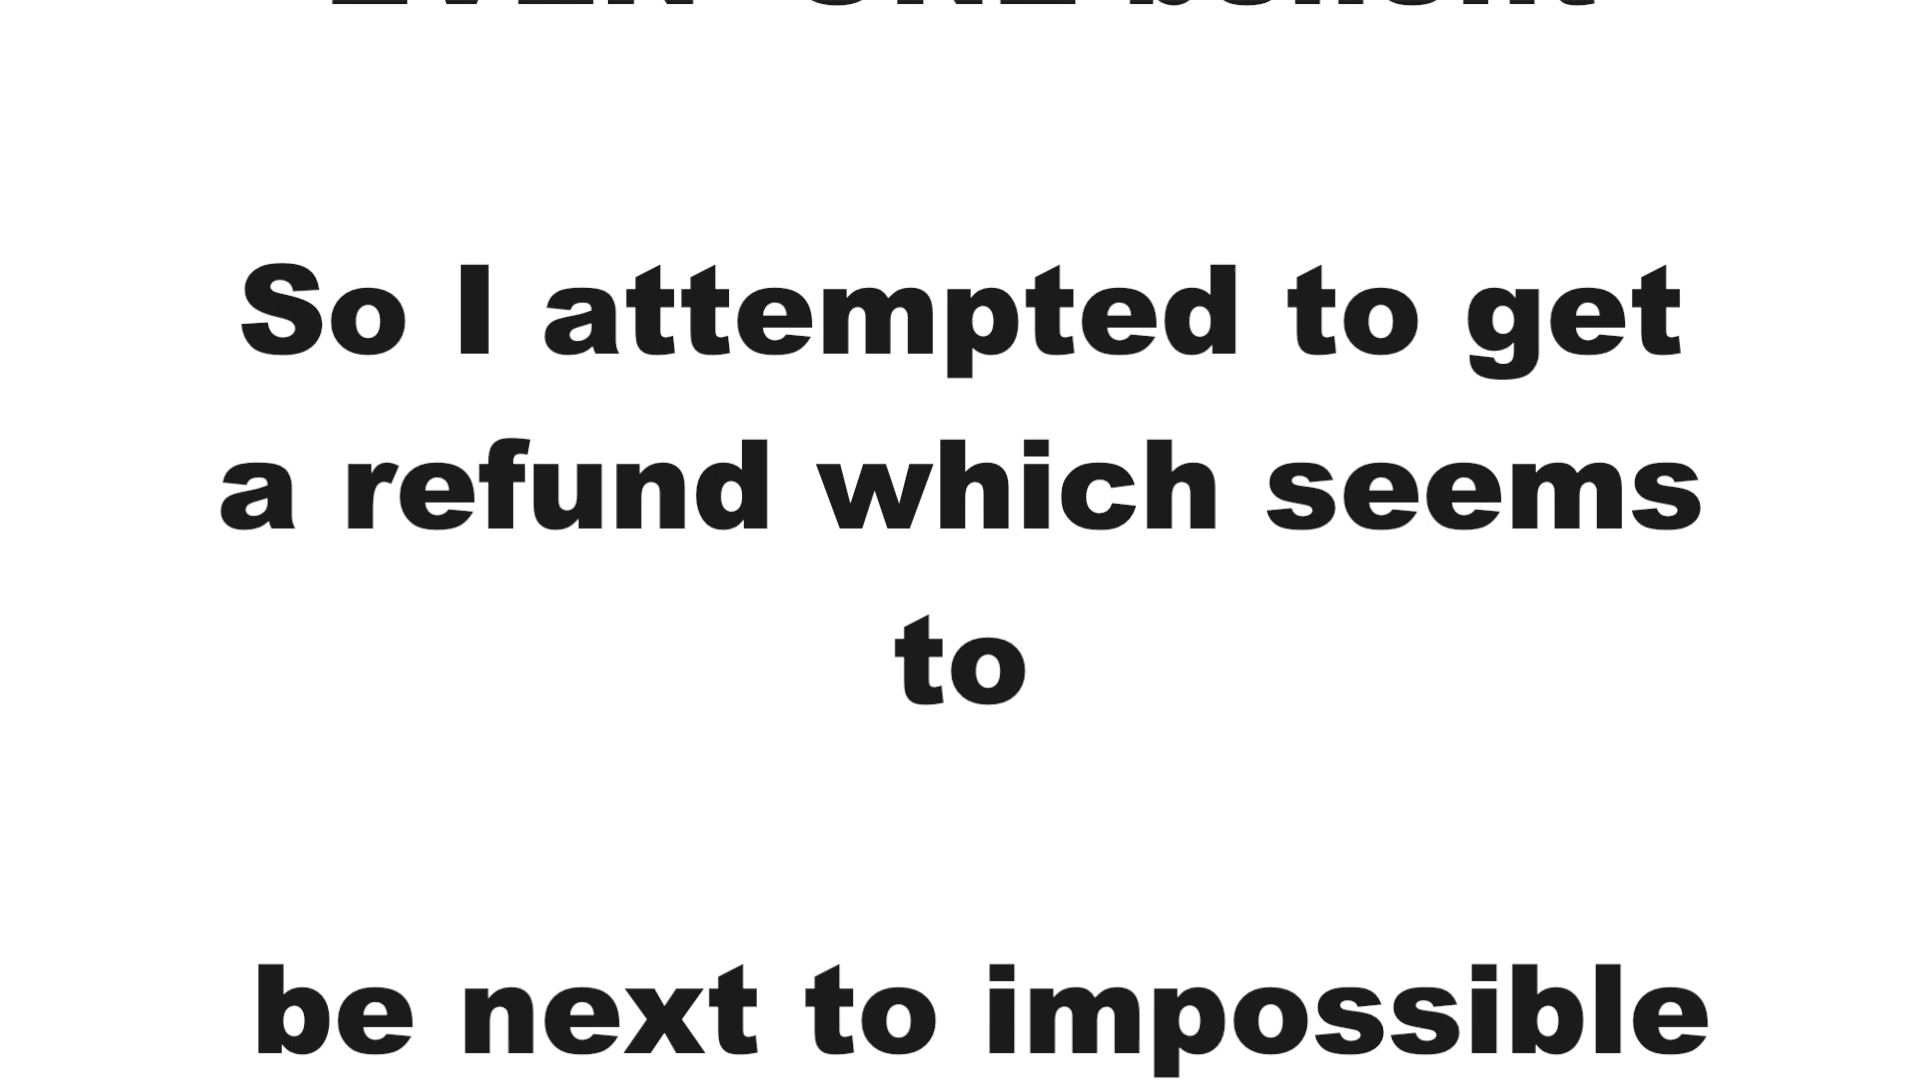 So I attempted to get
a refund which seems
to
be next to impossible